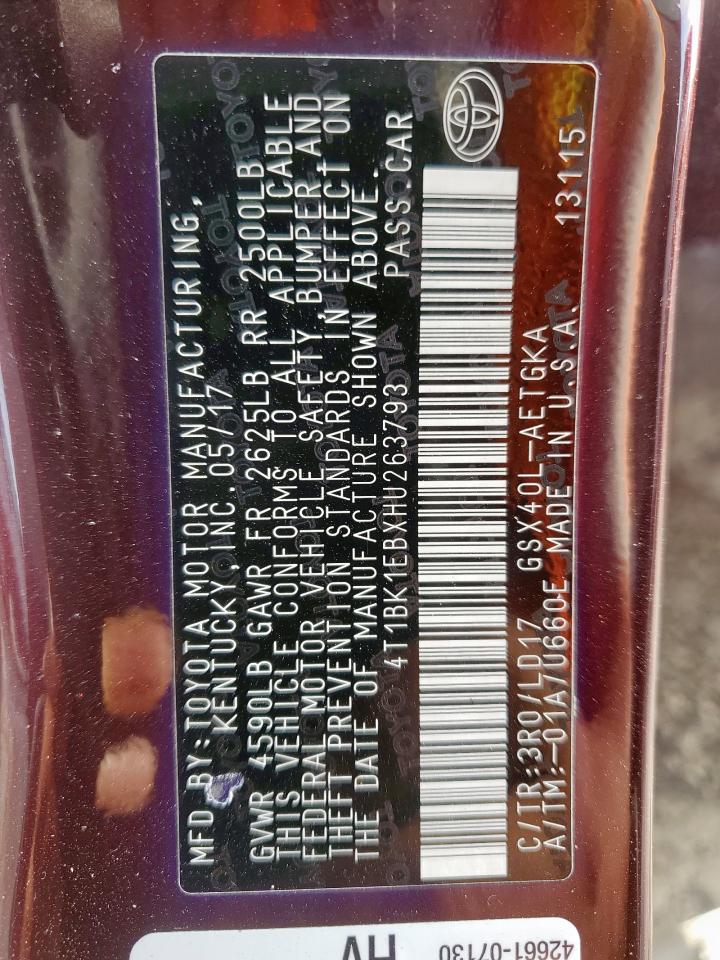 MFD BY:TOYOTA MOTOR MANUFACTURING,
KENTUCKY,INC. 05/17
GVWR 4590LB GAWR FR 2625LB RR 2500LB
THIS VEHICLE CONFORMS TO ALL APPLICABLE
FEDERAL MOTOR VEHICLE SAFETY,BUMPER AND
THEFT PREVENTION STANDARDS IN EFFECT ON
THE DATE OF MANUFACTURE SHOWN ABOVE.
4T1BK1EBXHU263793 PASS.CAR
C/TR:3R0/LD17 GSX40L-AETGKA
A/TM:-01A/U660E MADE IN U.S.A. 131151
HV
42661-07130